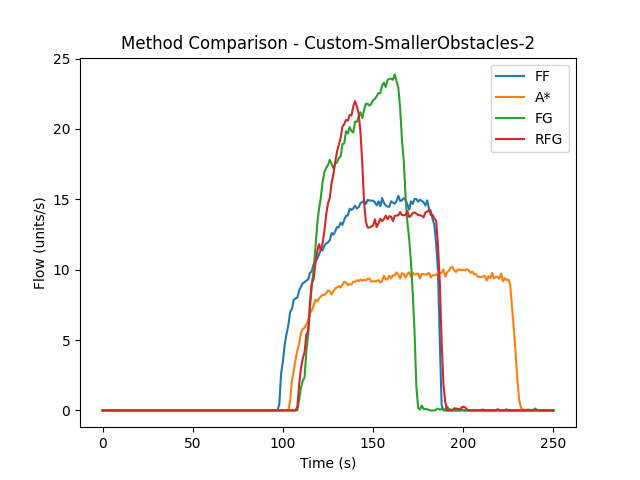 Method Comparison - Custom-SmallerObstacles-2
25
20
15
10
5
0
Flow (units/s)
FF
A*
FG
RFG
0 50 100 150 200 250
Time (s)